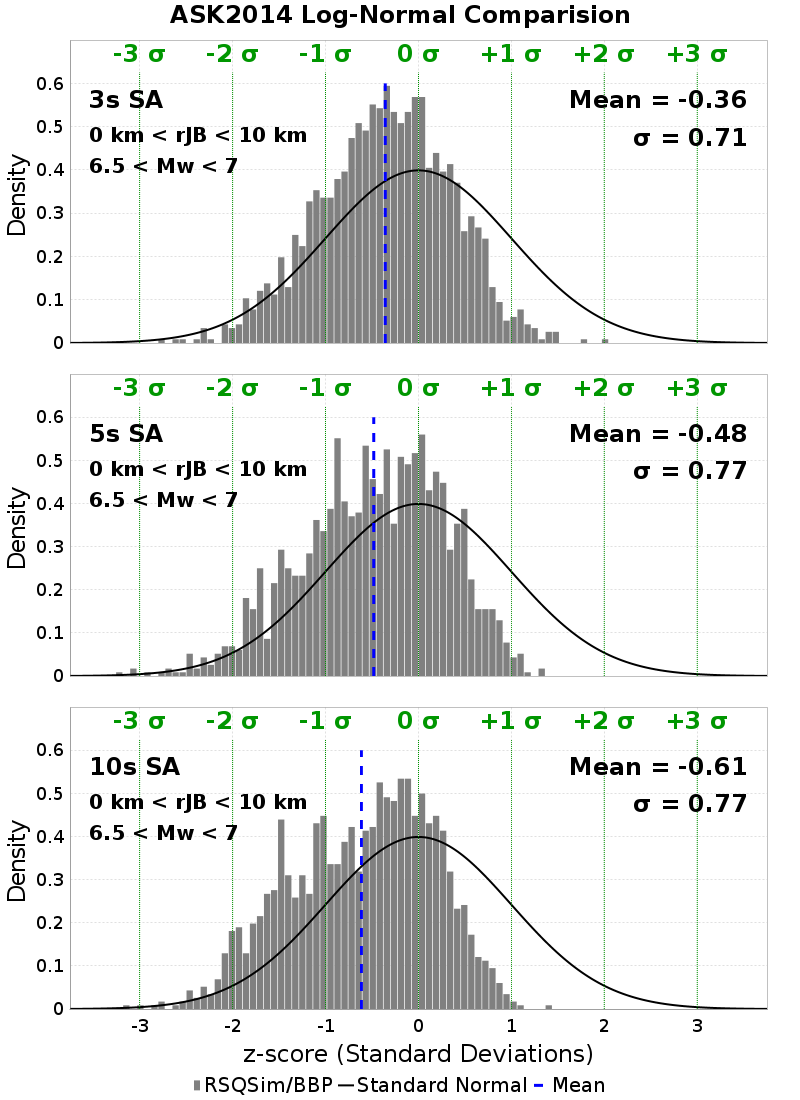 ASK2014 Log-Normal Comparision
-3 σ -2 σ -1 σ 0 σ +1 σ +2 σ +3 σ
0.6
0.5
0.4
0.3
0.2
0.1
0
Density
3s SA
0 km < rJB < 10 km
6.5 < Mw < 7
Mean = -0.36
σ = 0.71
-3 σ -2 σ -1 σ 0 σ +1 σ +2 σ +3 σ
0.6
0.5
0.4
0.3
0.2
0.1
0
Density
5s SA
0 km < rJB < 10 km
6.5 < Mw < 7
Mean = -0.48
σ = 0.77
-3 σ -2 σ -1 σ 0 σ +1 σ +2 σ +3 σ
0.6
0.5
0.4
0.3
0.2
0.1
0
Density
10s SA
0 km < rJB < 10 km
6.5 < Mw < 7
Mean = -0.61
σ = 0.77
-3 -2 -1 0 1 2 3
z-score (Standard Deviations)
RSQSim/BBP Standard Normal Mean